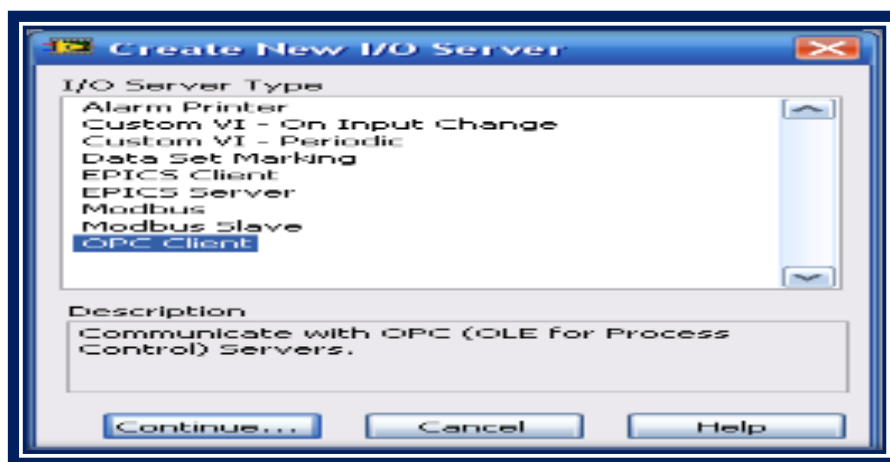 Create New I/O Server
I/O Server Type
Alarm Printer
Custom VI - On Input Change
Custom VI - Periodic
Data Set Marking
EPICS Client
EPICS Server
Modbus
Modbus Slave
OPC Client
Description
Communicate with OPC (OLE for Process
Control) Servers.
Continue... Cancel Help